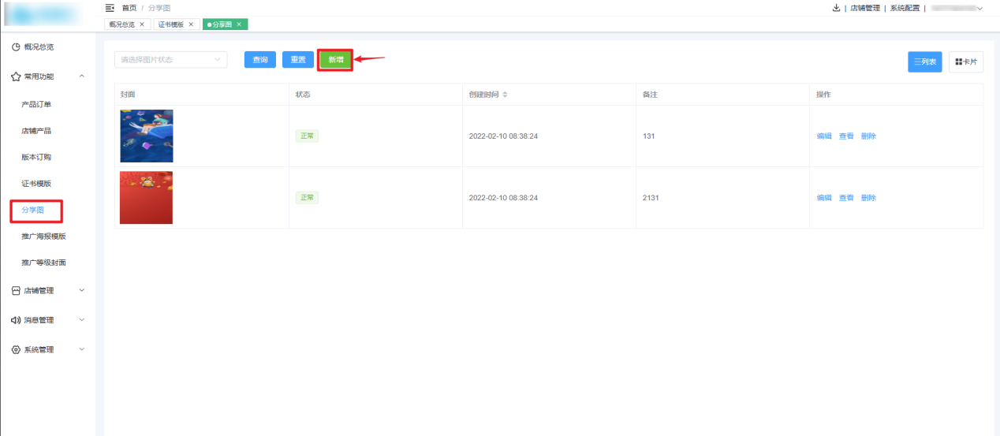 首页 / 分享图
店铺管理 | 系统配置 |
概况总览 ×
证书模版 ×
分享图 ×
概况总览
常用功能
产品订单
店铺产品
版本订购
证书模版
分享图
推广海报模版
推广等级封面
店铺管理
消息管理
系统管理
请选择图片状态
查询
重置
新增
三列表
卡片
封面 状态 创建时间 备注 操作
正常 2022-02-10 08:38:24 131 编辑 查看 删除
正常 2022-02-10 08:38:24 2131 编辑 查看 删除